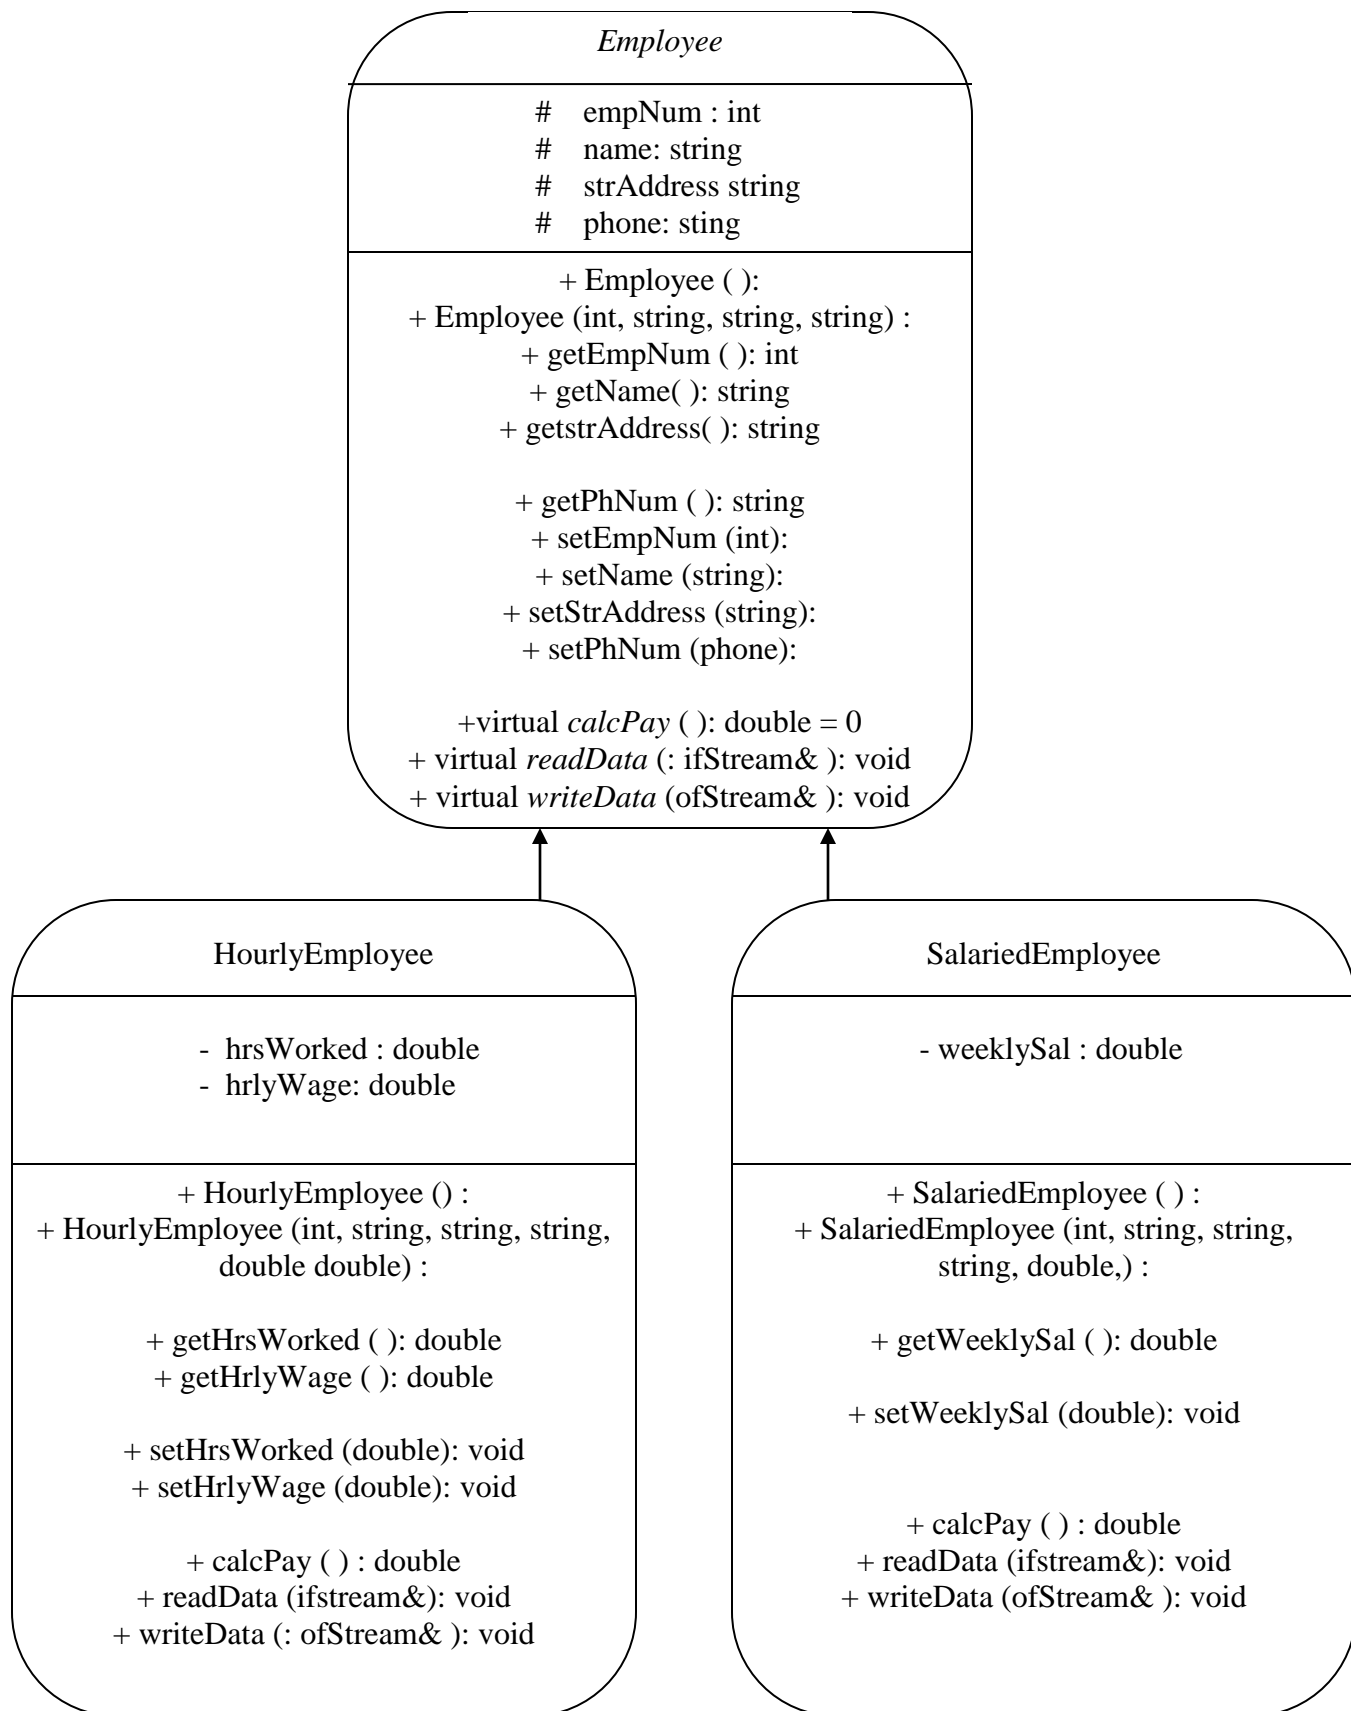 Employee
# empNum : int
# name: string
# strAddress string
# phone: sting
+ Employee ( ):
+ Employee (int, string, string, string) :
+ getEmpNum ( ): int
+ getName( ): string
+ getstrAddress( ): string
+ getPhNum ( ): string
+ setEmpNum (int):
+ setName (string):
+ setStrAddress (string):
+ setPhNum (phone):
+virtual calcPay ( ): double = 0
+ virtual readData (: ifStream& ): void
+ virtual writeData (ofStream& ): void
HourlyEmployee
- hrsWorked : double
- hrlyWage: double
+ HourlyEmployee () :
+ HourlyEmployee (int, string, string, string,
double double) :
+ getHrsWorked ( ): double
+ getHrlyWage ( ): double
+ setHrsWorked (double): void
+ setHrlyWage (double): void
+ calcPay ( ) : double
+ readData (ifstream&): void
+ writeData (: ofStream& ): void
SalariedEmployee
- weeklySal : double
+ SalariedEmployee ( ) :
+ SalariedEmployee (int, string, string,
string, double,) :
+ getWeeklySal ( ): double
+ setWeeklySal (double): void
+ calcPay ( ) : double
+ readData (ifstream&): void
+ writeData (ofStream& ): void